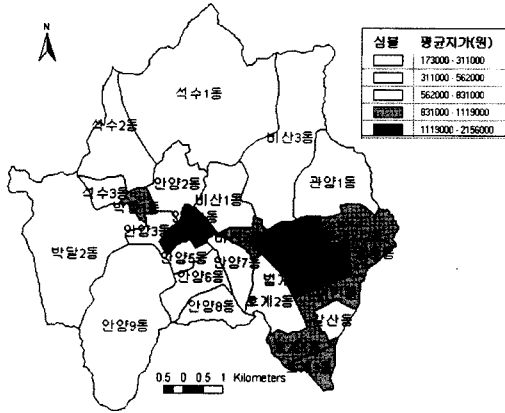 N
심볼 평균지가(원)
173000 - 311000
311000 - 562000
562000 - 831000
831000 - 1119000
1119000 - 2156000
석수1동
석수2동
비산3동
안양2동
관양1동
석수3동
비산1동
안양3동
박달2동
안양5동
안양7동
안양6동
호계2동
안양8동
갈산동
안양9동
0.5 0 0.5 1 Kilometers